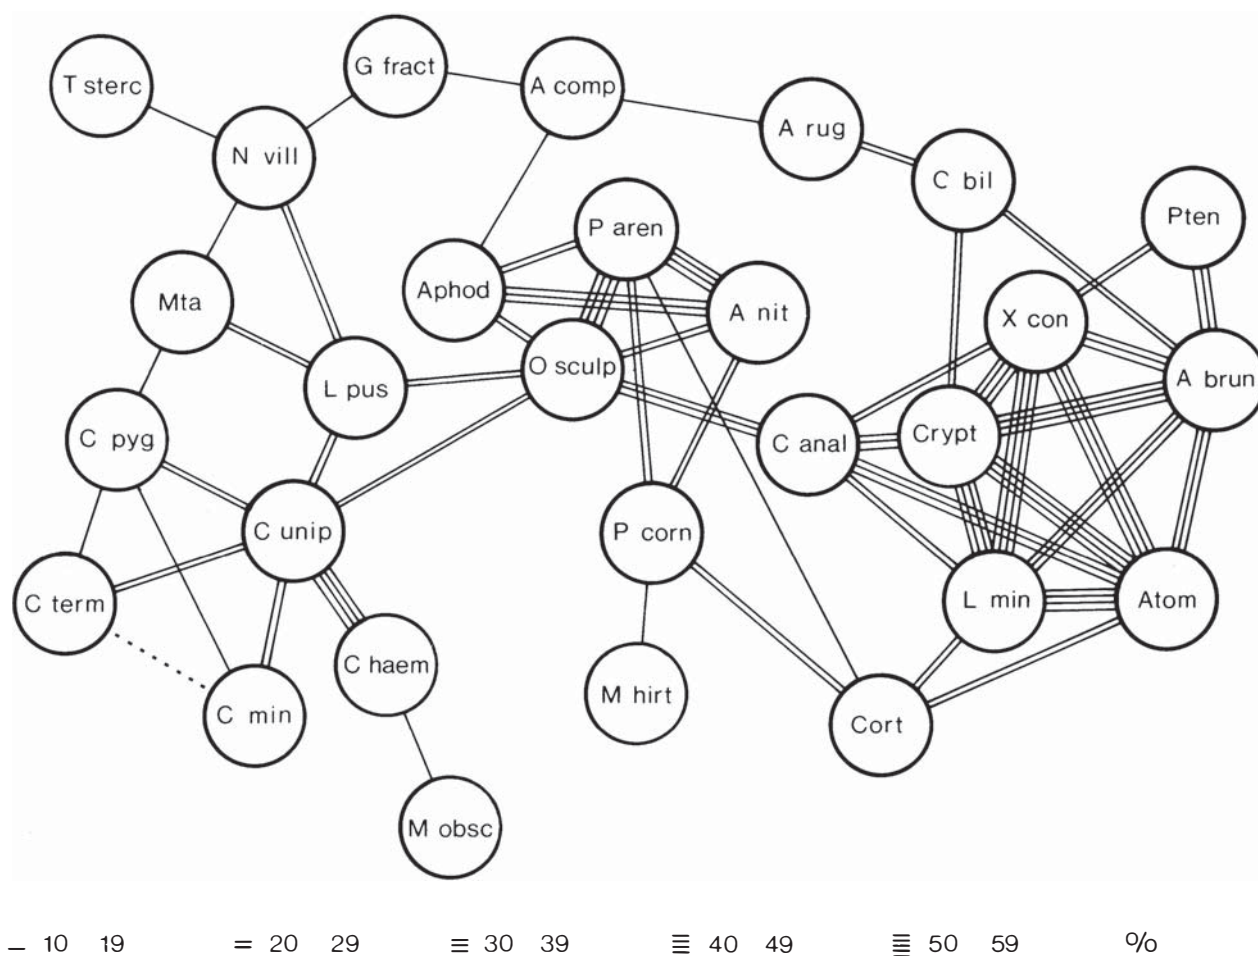 T sterc
G fract
A comp
A rug
N vill
C bil
Pten
P aren
Mta
Aphod
A nit
X con
L pus
O sculp
A brun
C pyg
C anal
Crypt
C unip
P corn
C term
L min
Atom
C haem
M hirt
C min
Cort
M obsc
– 10 19 = 20 29 ≡ 30 39 40 49 50 59 %